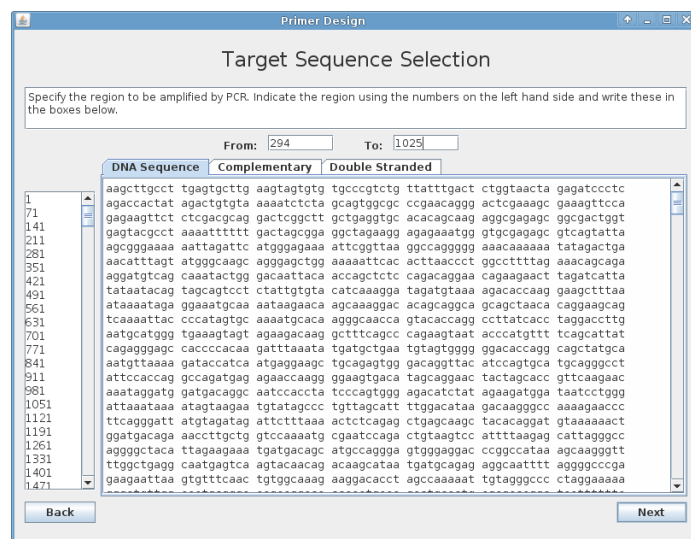 Primer Design
Target Sequence Selection
Specify the region to be amplified by PCR. Indicate the region using the numbers on the left hand side and write these in
the boxes below.
From: 294 To: 1025
DNA Sequence Complementary Double Stranded
1
71
141
211
281
351
421
491
561
631
701
771
841
911
981
1051
1121
1191
1261
1331
1401
1471
aagcttgcct tgagtgcttg aagtagtgtg tgcccgtctg ttatttgact ctggtaacta gagatccctc
agaccactat agactgtgta aaaatctcta gcagtggcgc ccgaacaggg actcgaaagc gaaagttcca
gagaagttct ctcgacgcag gactcggctt gctgaggtgc acacagcaag aggcgagagc ggcgactggt
gagtacgcct aaaatttttt gactagcgga ggctagaagg agagaaatgg gtgcgagagc gtcagtatta
agcgggaaaa aattagattc atgggagaaa attcggttaa ggccaggggg aaacaaaaaa tatagactga
aacatttagt atgggcaagc agggagctgg aaaaattcac acttaaccct ggccttttag aaacagcaga
aggatgtcag caaatactgg gacaattaca accagctctc cagacaggaa cagaagaact tagatcatta
tataatacag tagcagtcct ctattgtgta catcaaagga tagatgtaaa agacaccaag gaagctttaa
ataaaataga ggaaatgcaa aataagaaca agcaaaggac acagcaggca gcagctaaca caggaagcag
tcaaaattac cccatagtgc aaaatgcaca agggcaacca gtacaccagg ccttatcacc taggaccttg
aatgcatggg tgaaagtagt agaagacaag gctttcagcc cagaagtaat acccatgttt tcagcattat
cagagggagc caccccacaa gatttaaata tgatgctgaa tgtagtgggg ggacaccagg cagctatgca
aatgttaaaa gataccatca atgaggaagc tgcagagtgg gacaggttac atccagtgca tgcagggcct
attccaccag gccagatgag agaaccaagg ggaagtgaca tagcaggaac tactagcacc gttcaagaac
aaataggatg gatgacaggc aatccaccta tcccagtggg agacatctat agaagatgga taatcctggg
attaaataaa atagtaagaa tgtatagccc tgttagcatt ttggacataa gacaagggcc aaaagaaccc
ttcagggatt atgtagatag attctttaaa actctcagag ctgagcaagc tacacaggat gtaaaaaact
ggatgacaga aaccttgctg gtccaaaatg cgaatccaga ctgtaagtcc attttaagag cattagggcc
aggggctaca ttagaagaaa tgatgacagc atgccaggga gtgggaggac ccggccataa agcaagggtt
ttggctgagg caatgagtca agtacaacag acaagcataa tgatgcagag aggcaatttt aggggcccga
gaagaattaa gtgtttcaac tgtggcaaag aaggacacct agccaaaaat tgtagggccc ctaggaaaaa
Back Next